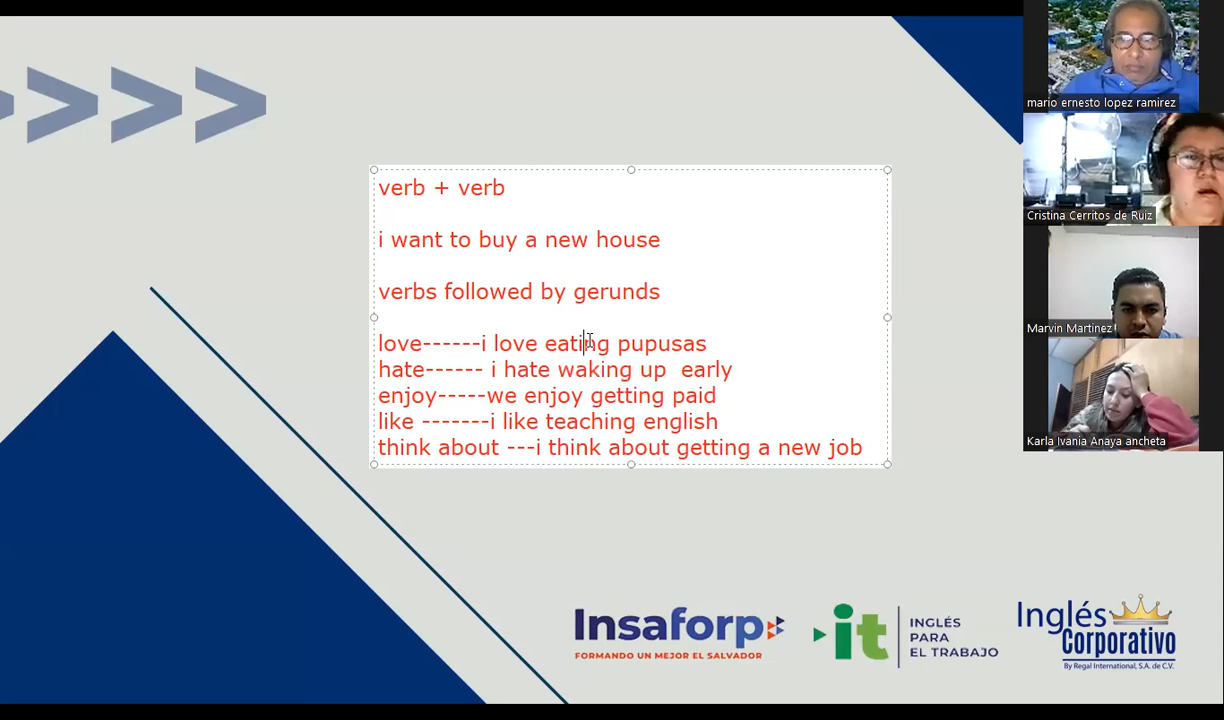 verb + verb
i want to buy a new house
verbs followed by gerunds
love------i love eating pupusas
hate------ i hate waking up  early
enjoy-----we enjoy getting paid
like -------i like teaching english
think about ---i think about getting a new job
mario ernesto lopez ramirez
Cristina Cerritos de Ruiz
Marvin Martinez
Karla Ivania Anaya ancheta
Insaforp
FORMANDO UN MEJOR EL SALVADOR
it
INGLÉS
PARA
EL TRABAJO
Inglés
Corporativo
By Regal International, S.A. de C.V.